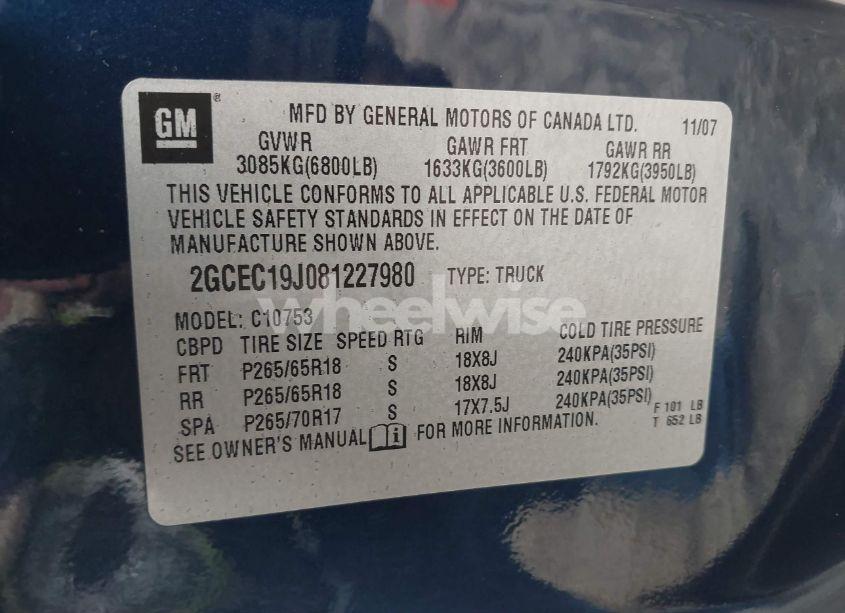 GM®
MFD BY GENERAL MOTORS OF CANADA LTD. 11/07
GVWR GAWR FRT GAWR RR
3085KG(6800LB) 1633KG(3600LB) 1792KG(3950LB)
THIS VEHICLE CONFORMS TO ALL APPLICABLE U.S. FEDERAL MOTOR
VEHICLE SAFETY STANDARDS IN EFFECT ON THE DATE OF
MANUFACTURE SHOWN ABOVE.
2GCEC19J081227980 TYPE: TRUCK
wheelwise
MODEL: C10753
CBPD TIRE SIZE SPEED RTG RIM COLD TIRE PRESSURE
FRT P265/65R18 S 18X8J 240KPA(35PSI)
RR P265/65R18 S 18X8J 240KPA(35PSI)
SPA P265/70R17 S 17X7.5J 240KPA(35PSI)
F 101 LB
T 652 LB
SEE OWNER'S MANUAL FOR MORE INFORMATION.